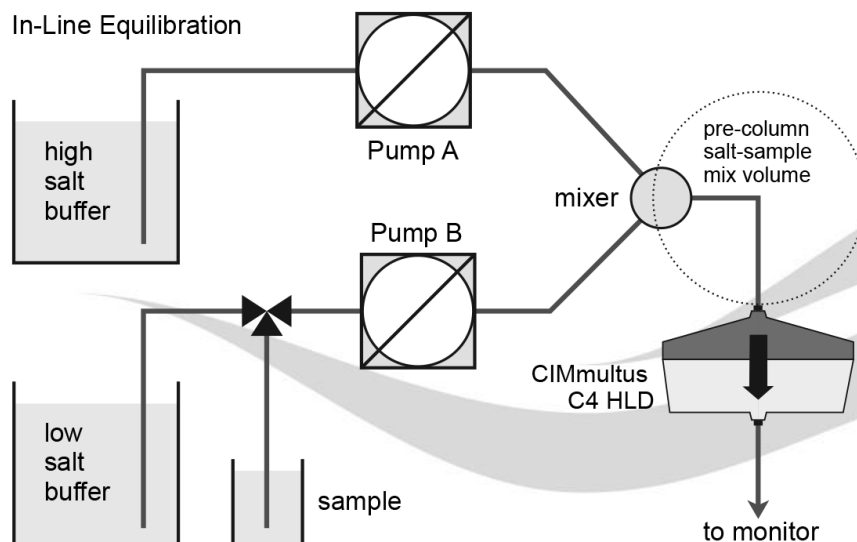 In-Line Equilibration
high
salt
buffer
Pump A
pre-column
salt-sample
mix volume
mixer
Pump B
CIMmultus
C4 HLD
low
salt
buffer
sample
to monitor